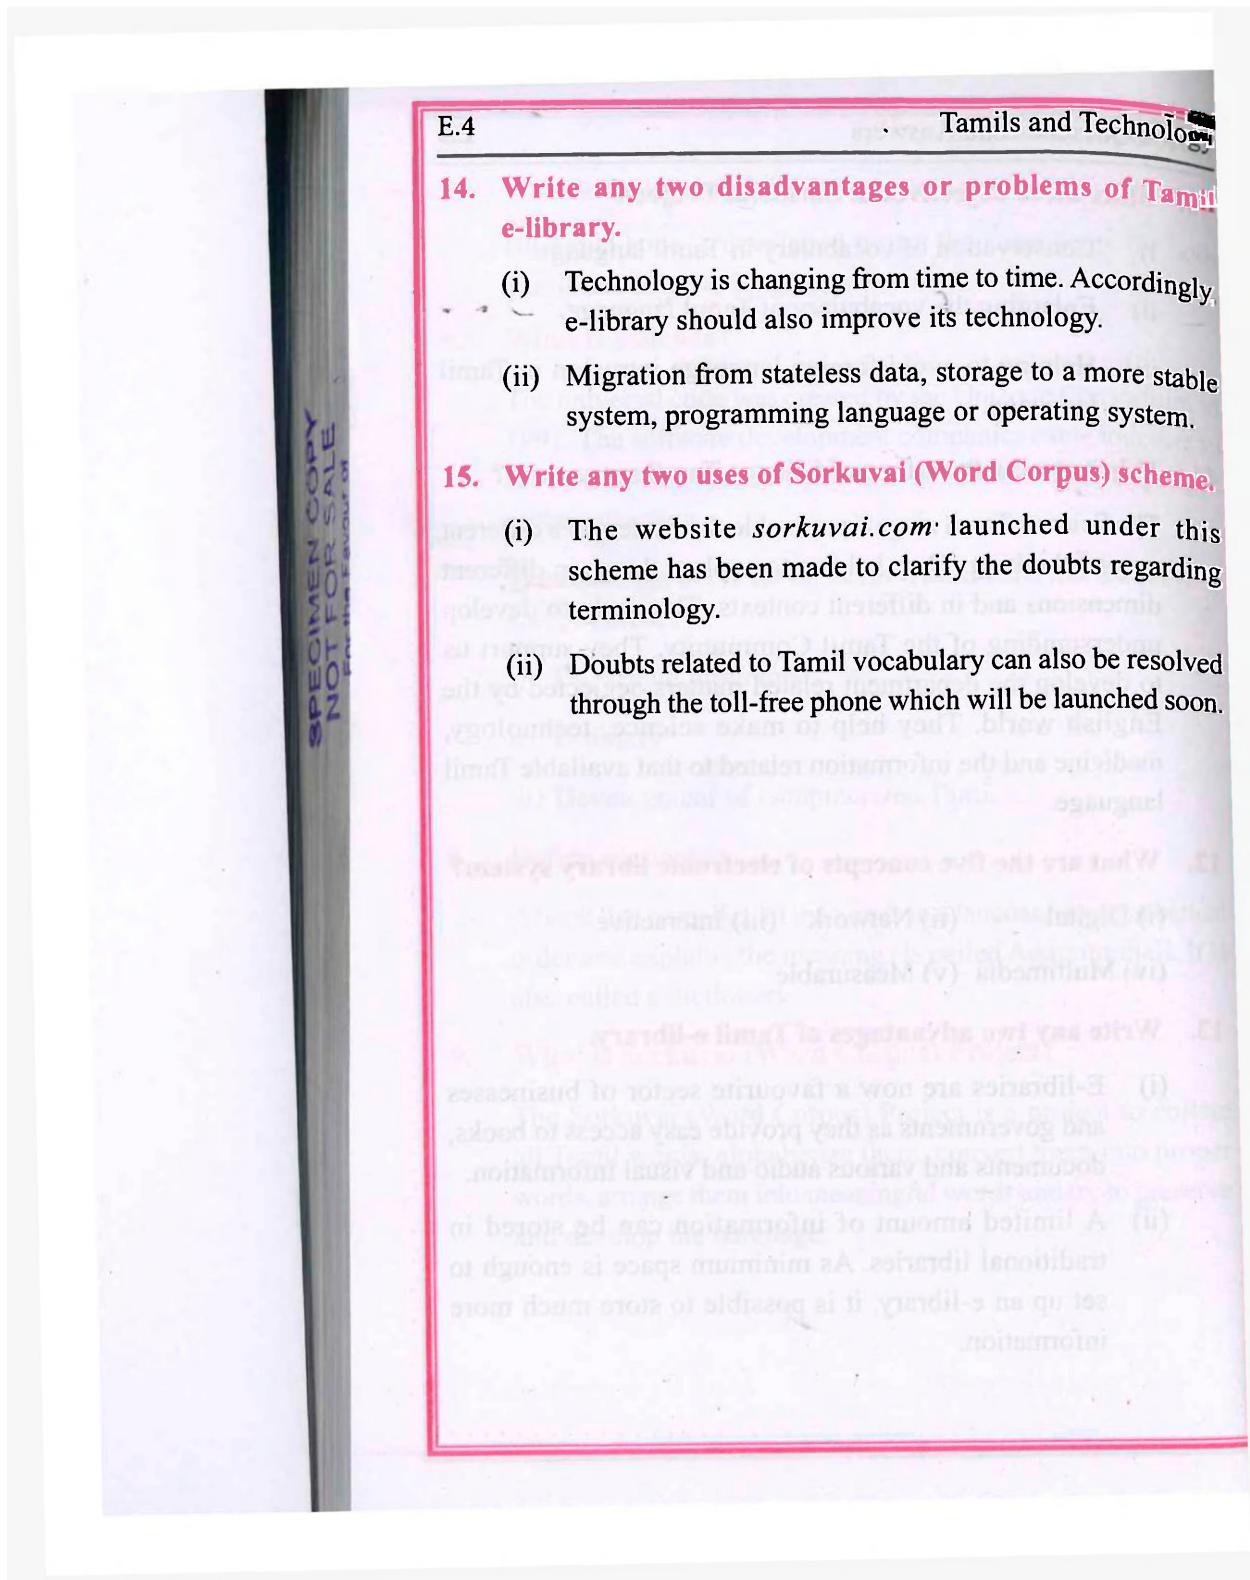 E.4
Tamils and Technology
14. Write any two disadvantages or problems of Tamil
e-library.
(i) Technology is changing from time to time. Accordingly
e-library should also improve its technology.
(ii) Migration from stateless data, storage to a more stable
system, programming language or operating system.
15. Write any two uses of Sorkuvai (Word Corpus) scheme.
(i) The website sorkuvai.com launched under this
scheme has been made to clarify the doubts regarding
terminology.
(ii) Doubts related to Tamil vocabulary can also be resolved
through the toll-free phone which will be launched soon.
SPECIMEN COPY
NOT FOR SALE
For the Favour of